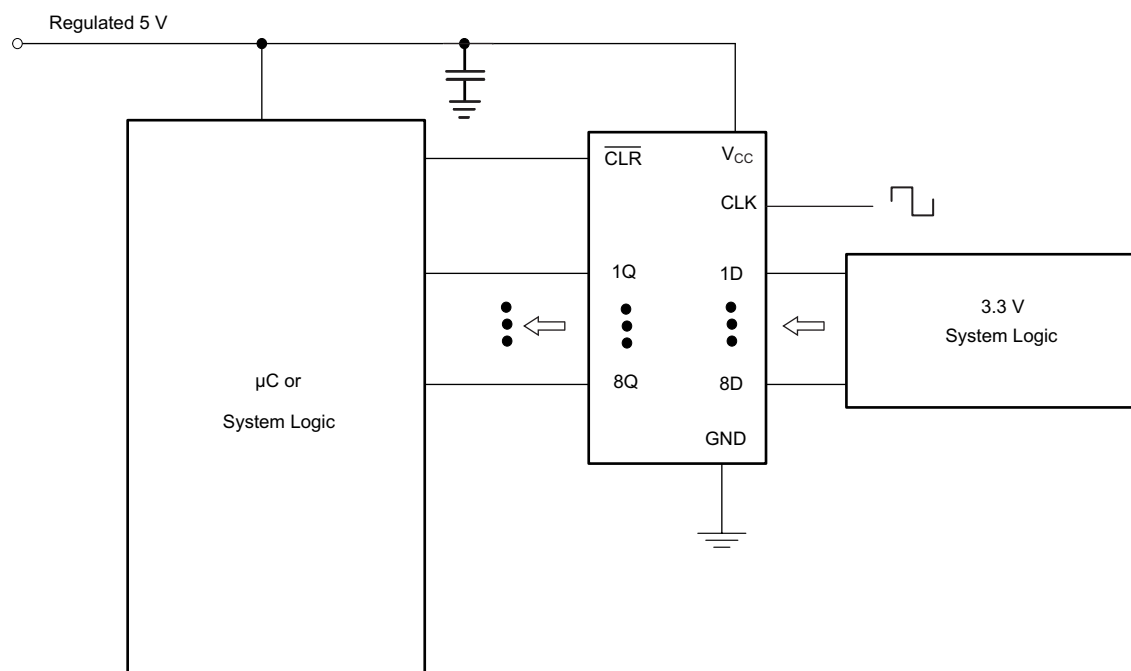 Regulated 5 V
CLR
VCC
CLK
1Q
1D
3.3 V
System Logic
8Q
8D
µC or
System Logic
GND